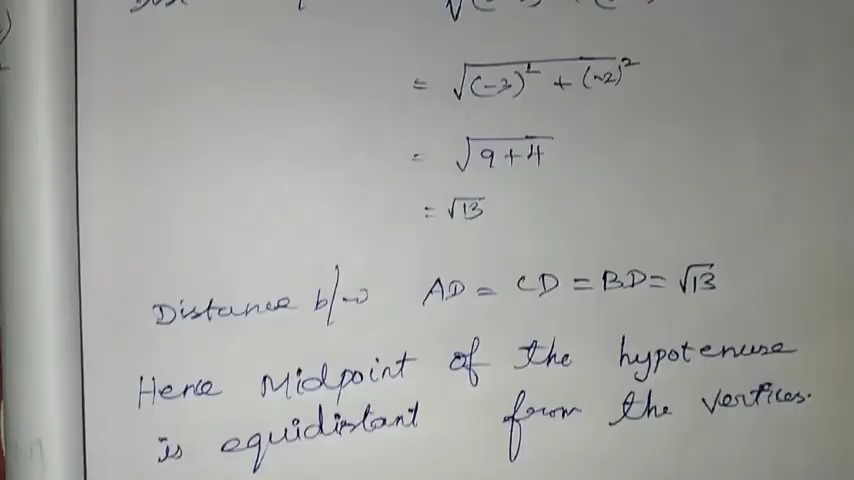 = √(-3)² + (-2)²
= √9+4
= √13
Distance b/w AD = CD = BD = √13
Hence Midpoint of the hypotenuse
is equidistant from the vertices.